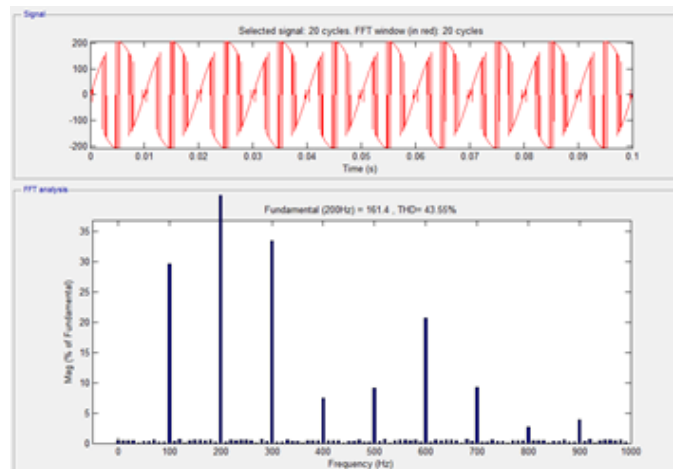 Signal
Selected signal: 20 cycles. FFT window (in red): 20 cycles
200
100
0
-100
-200
0 0.01 0.02 0.03 0.04 0.05 0.06 0.07 0.08 0.09 0.1
Time (s)
FFT analysis
Fundamental (200Hz) = 161.4 , THD= 43.55%
35
30
25
20
15
10
5
0
0 100 200 300 400 500 600 700 800 900 1000
Frequency (Hz)
Mag (% of Fundamental)